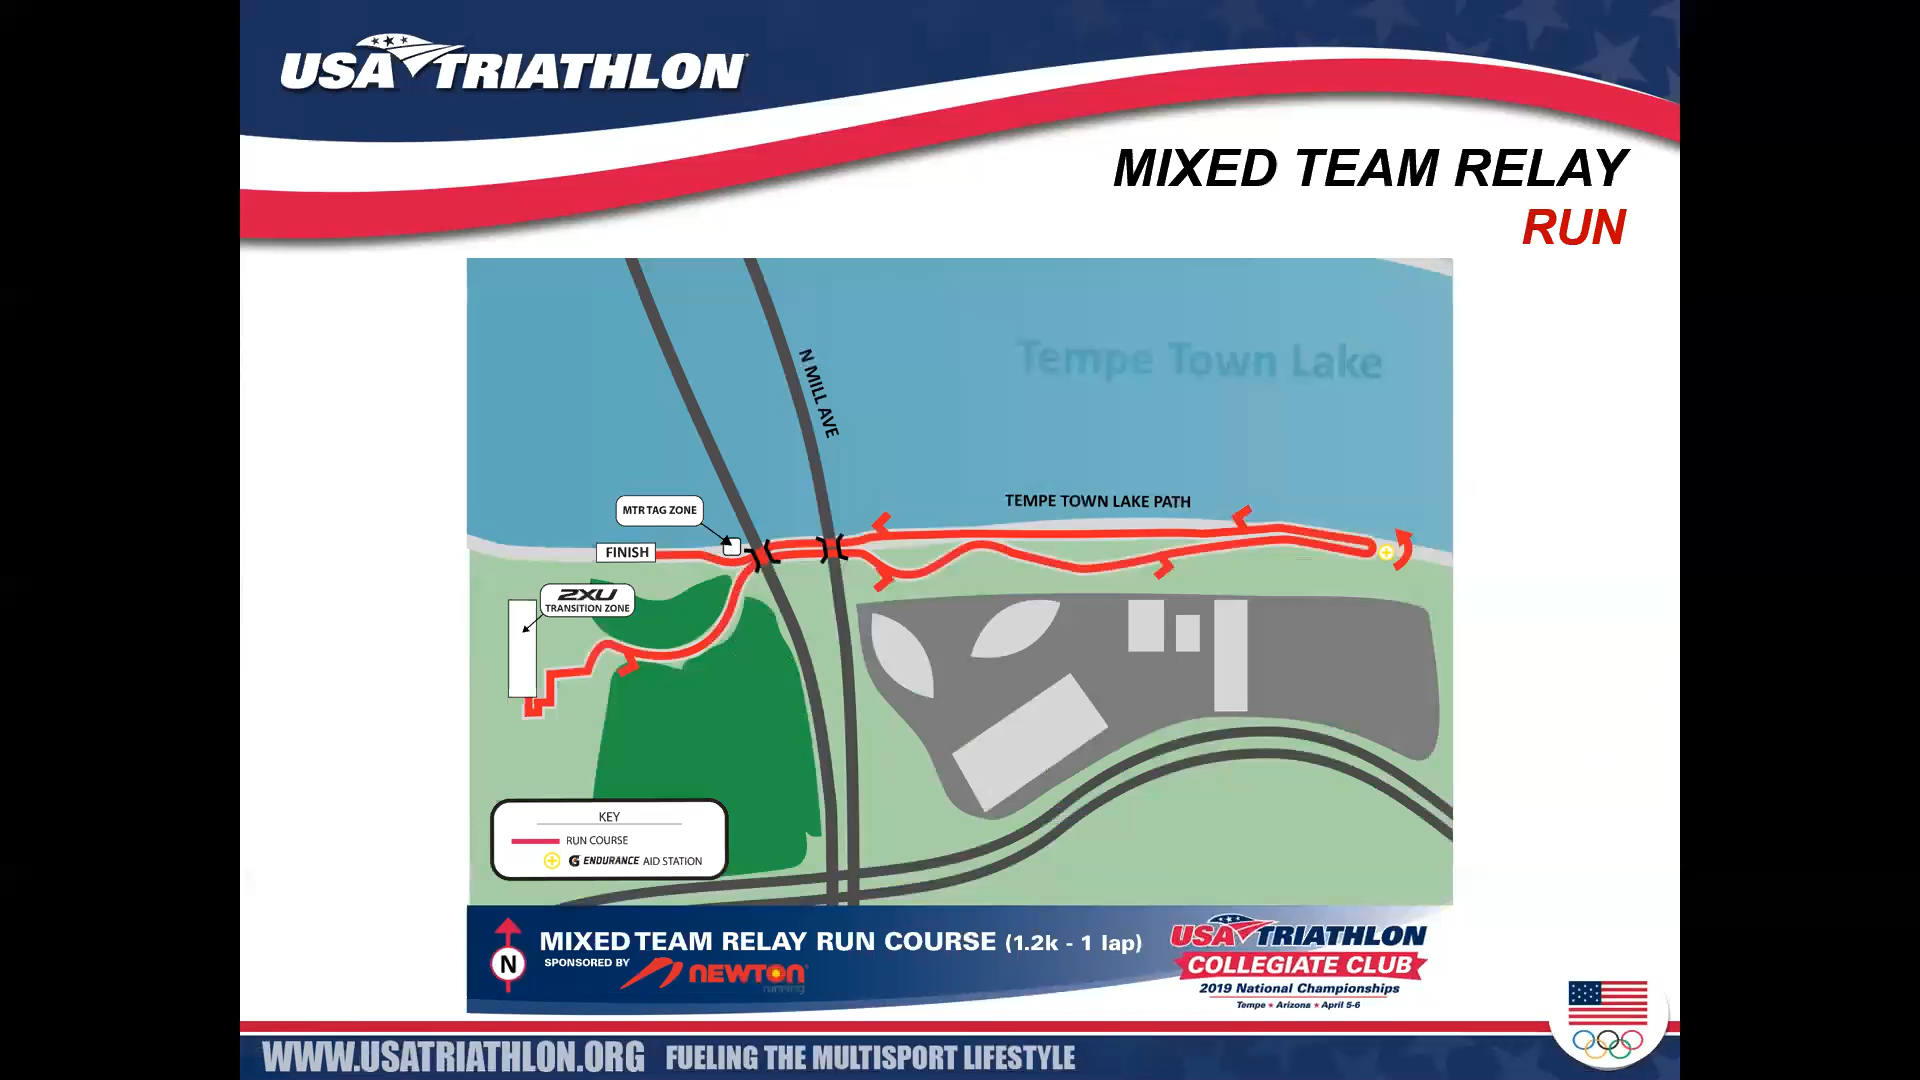 USA TRIATHLON
MIXED TEAM RELAY
RUN
Tempe Town Lake
N MILL AVE
TEMPE TOWN LAKE PATH
MTR TAG ZONE
FINISH
2XU
TRANSITION ZONE
KEY
RUN COURSE
G ENDURANCE AID STATION
N
MIXED TEAM RELAY RUN COURSE (1.2k - 1 lap)
SPONSORED BY
NEWTON
running
USA TRIATHLON
COLLEGIATE CLUB
2019 National Championships
Tempe ★ Arizona ★ April 5-6
WWW.USATRIATHLON.ORG FUELING THE MULTISPORT LIFESTYLE